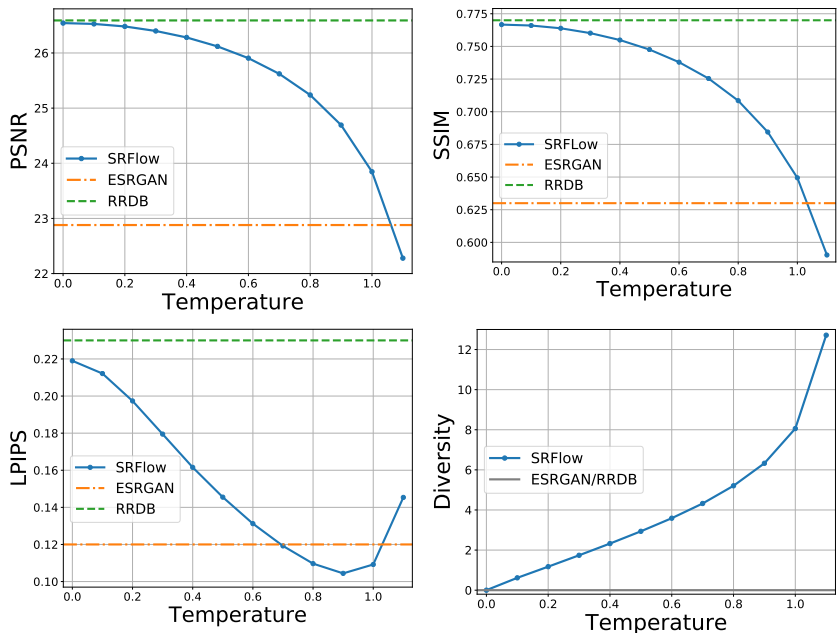 PSNR
26
25
24
23
22
SRFlow
ESRGAN
RRDB
0.0 0.2 0.4 0.6 0.8 1.0
Temperature
SSIM
0.775
0.750
0.725
0.700
0.675
0.650
0.625
0.600
SRFLow
ESRGAN
RRDB
0.0 0.2 0.4 0.6 0.8 1.0
Temperature
LPIPS
0.22
0.20
0.18
0.16
0.14
0.12
0.10
SRFlow
ESRGAN
RRDB
0.0 0.2 0.4 0.6 0.8 1.0
Temperature
Diversity
12
10
8
6
4
2
0
SRFlow
ESRGAN/RRDB
0.0 0.2 0.4 0.6 0.8 1.0
Temperature